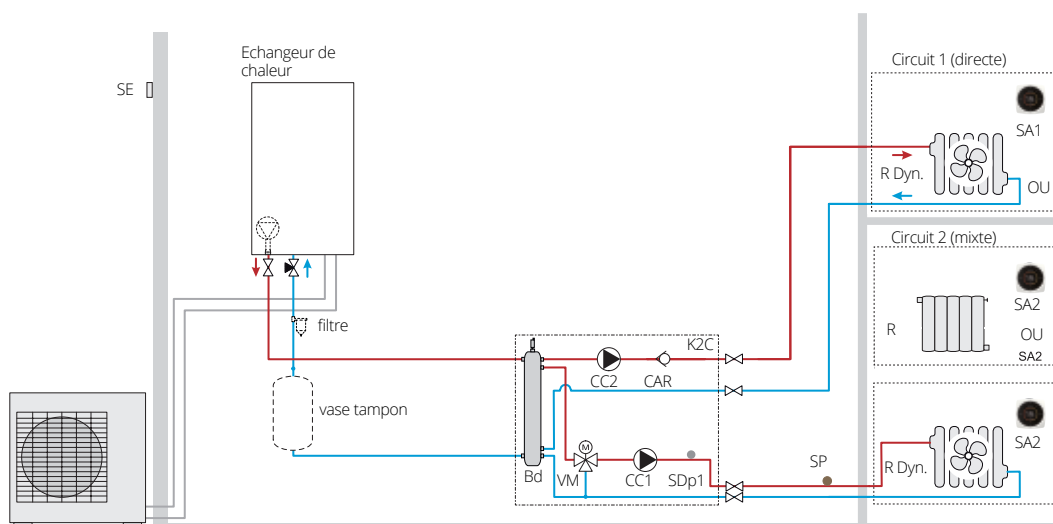 Echangeur de
chaleur
SE
filtre
vase tampon
Bd
K2C
CC2
CAR
M
VM
CC1
SDp1
SP
Circuit 1 (directe)
SA1
R Dyn.
OU
Circuit 2 (mixte)
SA2
R
OU
SA2
SA2
R Dyn.